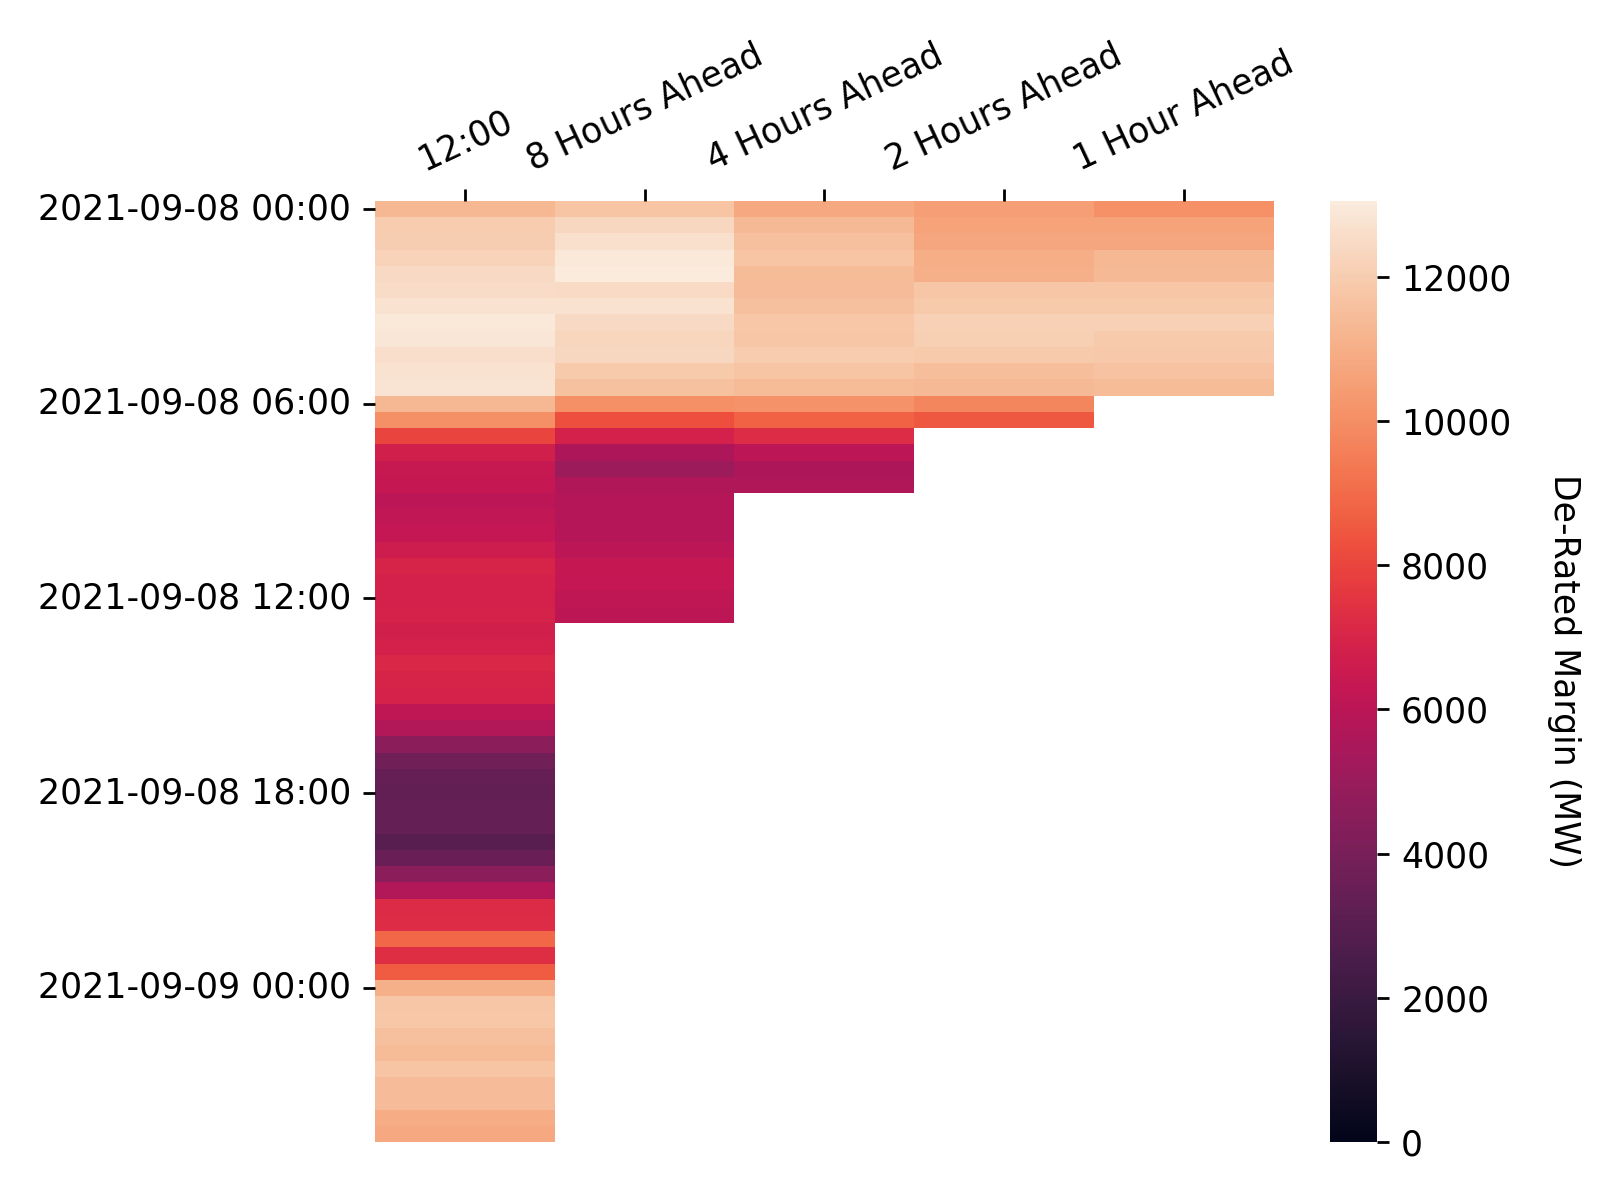 12:00
8 Hours Ahead
4 Hours Ahead
2 Hours Ahead
1 Hour Ahead
2021-09-08 00:00
2021-09-08 06:00
2021-09-08 12:00
2021-09-08 18:00
2021-09-09 00:00
12000
10000
8000
6000
4000
2000
0
De-Rated Margin (MW)